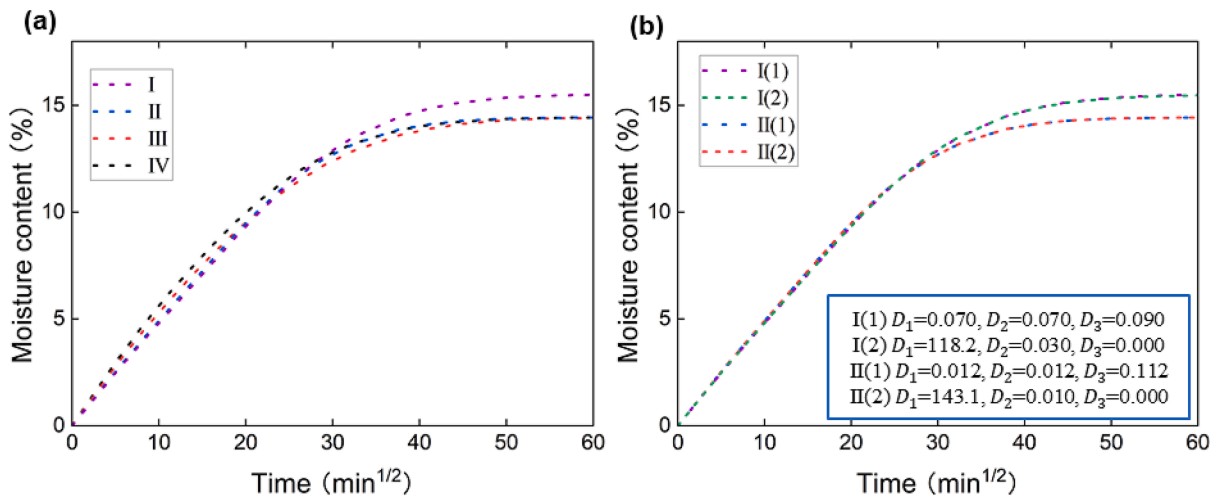 (a)
Moisture content (%)
15
10
5
0
I
II
III
IV
0 10 20 30 40 50 60
Time (min^1/2)
(b)
Moisture content (%)
15
10
5
0
I(1)
I(2)
II(1)
II(2)
I(1) D₁=0.070, D₂=0.070, D₃=0.090
I(2) D₁=118.2, D₂=0.030, D₃=0.000
II(1) D₁=0.012, D₂=0.012, D₃=0.112
II(2) D₁=143.1, D₂=0.010, D₃=0.000
0 10 20 30 40 50 60
Time (min^1/2)